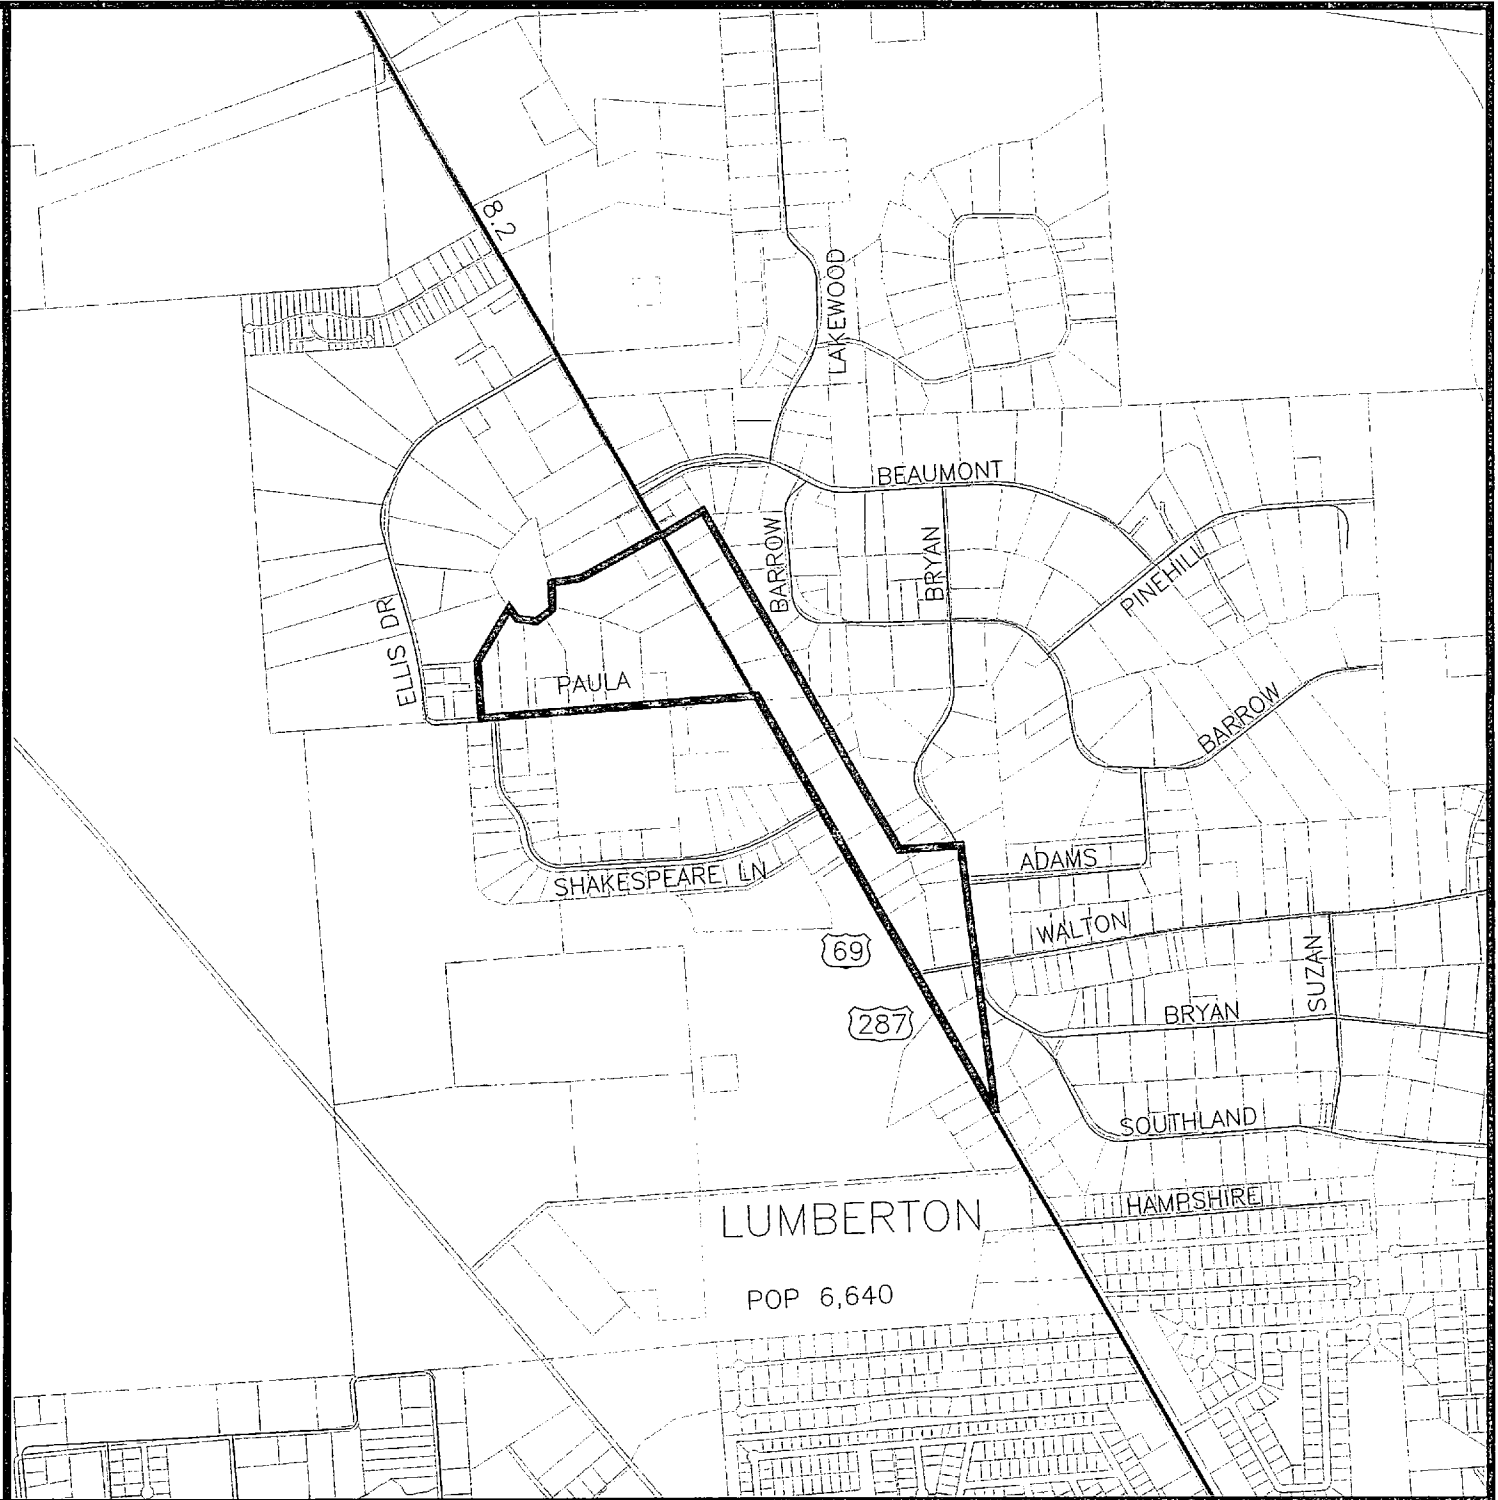 8.2
LAKEWOOD
BEAUMONT
BARROW
BRYAN
PINEHILL
ELLIS DR
PAULA
BARROW
SHAKESPEARE LN
ADAMS
WALTON
69
SUZAN
287
BRYAN
SOUTHLAND
HAMPSHIRE
LUMBERTON
POP 6,640